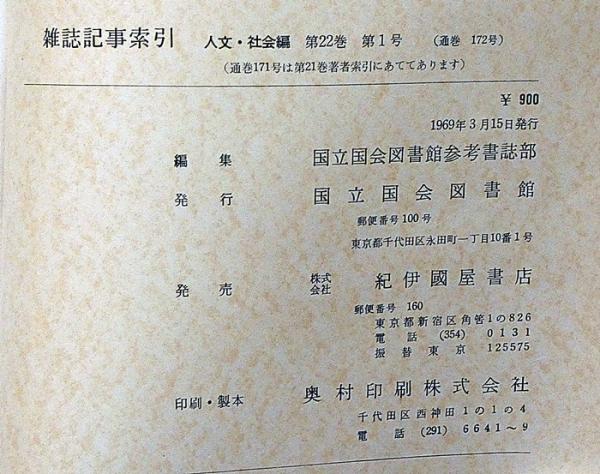 雑誌記事索引 人文・社会編 第22巻 第1号 (通巻 172号)
(通巻171号は第21巻著者索引にあててあります)
¥ 900
1969年3月15日発行
編集 国立国会図書館参考書誌部
発行 国立国会図書館
郵便番号100号
東京都千代田区永田町一丁目10番1号
発売 株式会社 紀伊國屋書店
郵便番号 160
東京都新宿区角筈1の826
電話 (354) 0131
振替東京 125575
印刷・製本 奥村印刷株式会社
千代田区西神田1の1の4
電話 (291) 6641~9